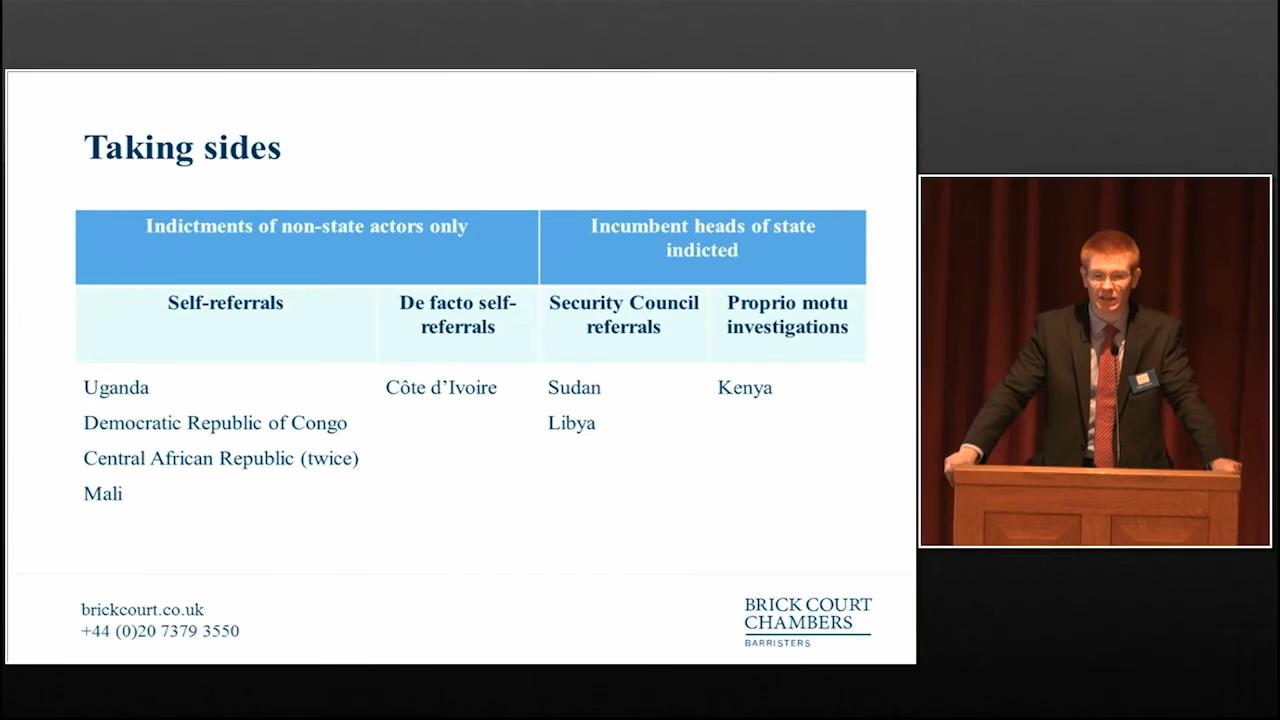 Taking sides
Indictments of non-state actors only
Incumbent heads of state
indicted
Self-referrals
De facto self-
referrals
Security Council
referrals
Proprio motu
investigations
Uganda
Côte d’Ivoire
Sudan
Kenya
Democratic Republic of Congo
Libya
Central African Republic (twice)
Mali
brickcourt.co.uk
+44 (0)20 7379 3550
BRICK COURT
CHAMBERS
BARRISTERS